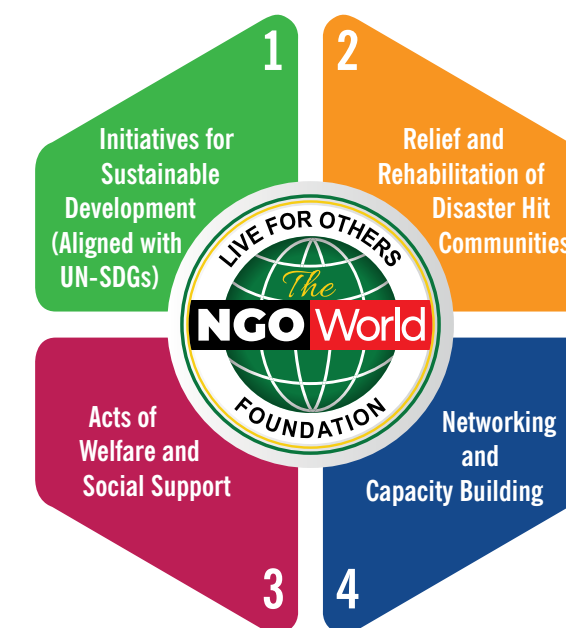 1
Initiatives for
Sustainable
Development
(Aligned with
UN-SDGs)
2
Relief and
Rehabilitation of
Disaster Hit
Communities
LIVE FOR OTHERS
The
NGO World
FOUNDATION
Acts of
Welfare and
Social Support
3
Networking
and
Capacity Building
4